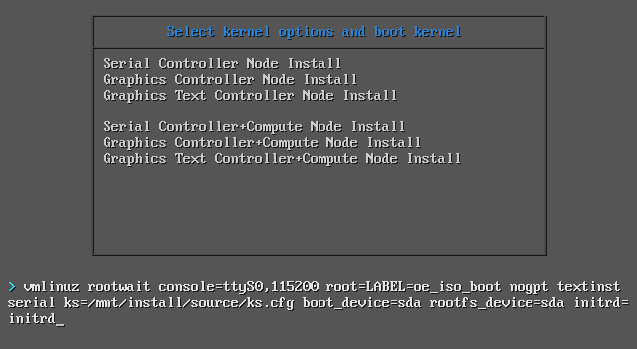 Select kernel options and boot kernel
Serial Controller Node Install
Graphics Controller Node Install
Graphics Text Controller Node Install
Serial Controller+Compute Node Install
Graphics Controller+Compute Node Install
Graphics Text Controller+Compute Node Install
> vmlinuz rootwait console=ttyS0,115200 root=LABEL=oe_iso_boot nogpt textinst
serial ks=/mnt/install/source/ks.cfg boot_device=sda rootfs_device=sda initrd=
initrd_